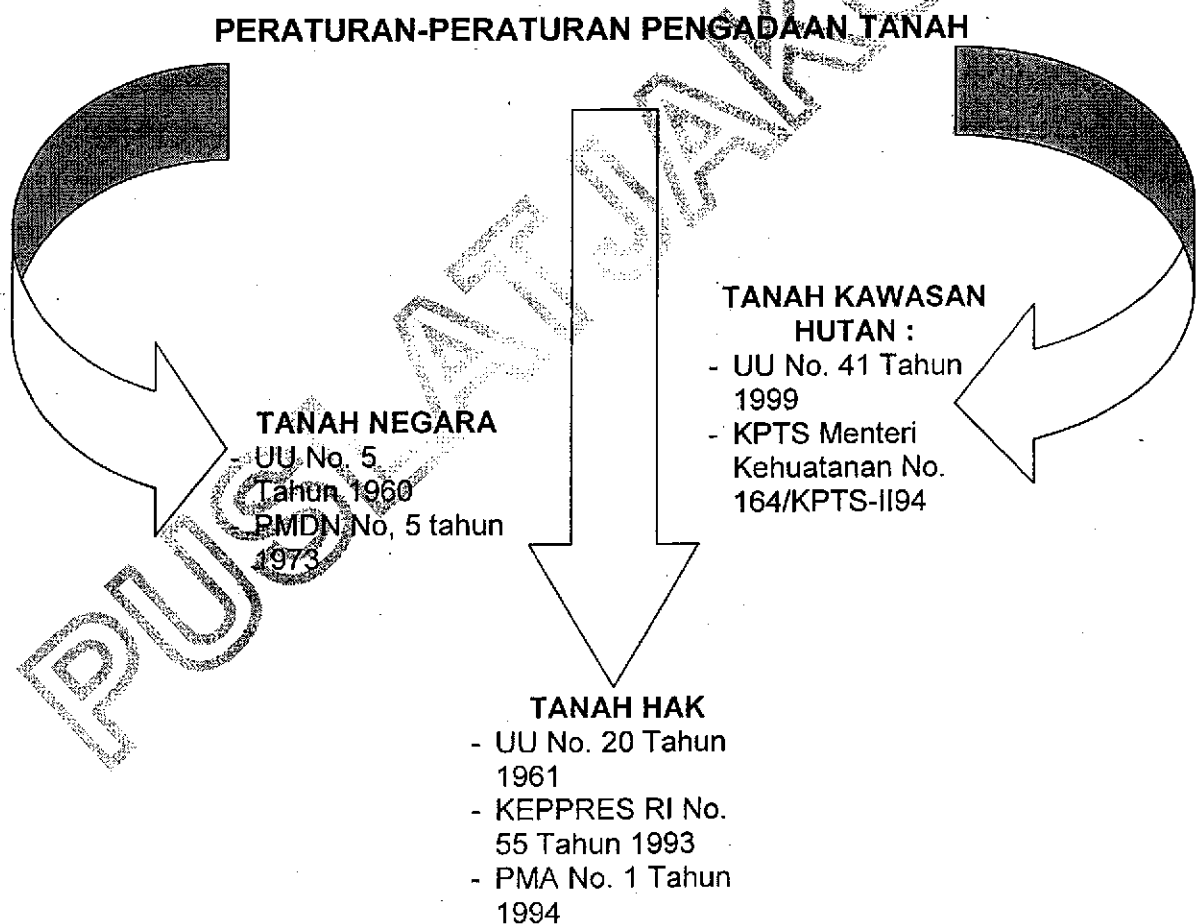 PERATURAN-PERATURAN PENGADAAN TANAH
TANAH NEGARA
- UU No. 5
Tahun 1960
- PMDN No, 5 tahun
1973
TANAH KAWASAN
HUTAN :
- UU No. 41 Tahun
1999
- KPTS Menteri
Kehuatanan No.
164/KPTS-II94
TANAH HAK
- UU No. 20 Tahun
1961
- KEPPRES RI No.
55 Tahun 1993
- PMA No. 1 Tahun
1994
PUSLATJAK